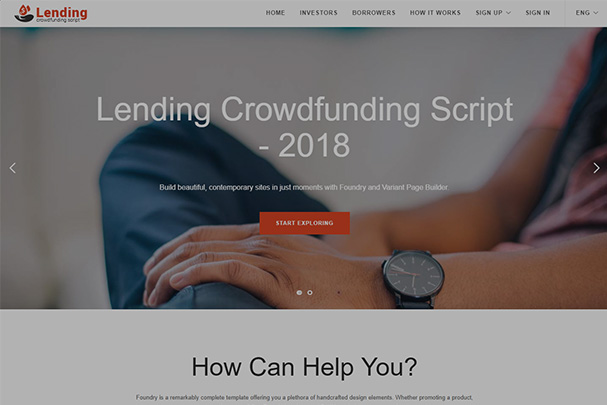 Lending
crowdfunding script
HOME INVESTORS BORROWERS HOW IT WORKS SIGN UP SIGN IN ENG
Lending Crowdfunding Script
- 2018
Build beautiful, contemporary sites in just moments with Foundry and Variant Page Builder
START EXPLORING
How Can Help You?
Foundry is a remarkably complete template offering you a plethora of handcrafted design elements. Whether promoting a product.